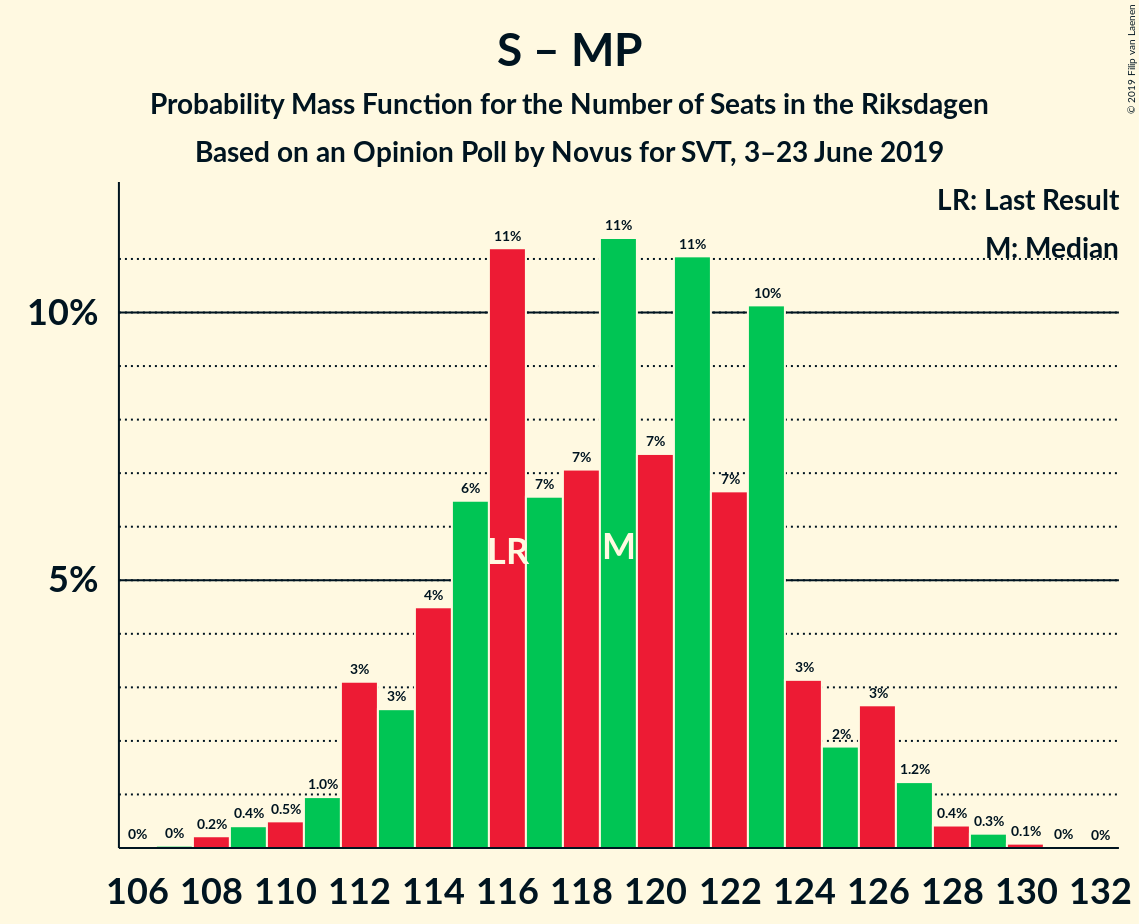 S – MP
Probability Mass Function for the Number of Seats in the Riksdagen
Based on an Opinion Poll by Novus for SVT, 3–23 June 2019
© 2019 Filip van Laenen
LR: Last Result
M: Median
10%
5%
0% 0% 0.2% 0.4% 0.5% 1.0% 3% 3% 4% 6% 11% 7% 7% 11% 7% 11% 7% 10% 3% 2% 3% 1.2% 0.4% 0.3% 0.1% 0% 0%
LR M
106 108 110 112 114 116 118 120 122 124 126 128 130 132